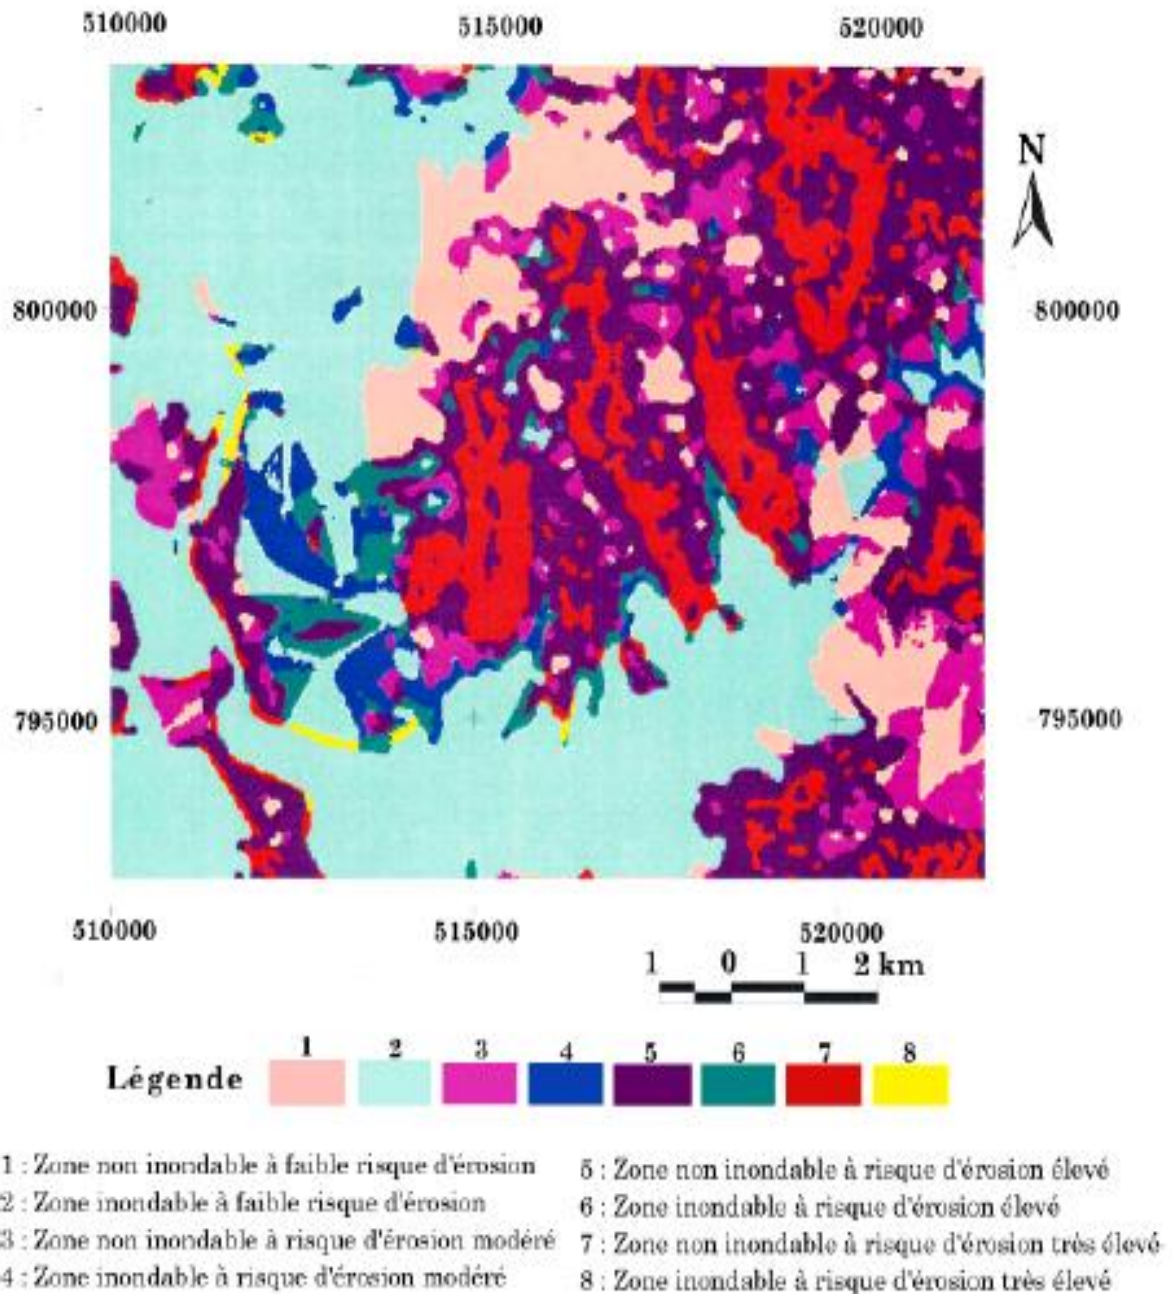 510000 515000 520000
N
800000 800000
795000 795000
510000 515000 520000
1 0 1 2 km
1 2 3 4 5 6 7 8
Légende
1 : Zone non inondable à faible risque d'érosion
2 : Zone inondable à faible risque d'érosion
3 : Zone non inondable à risque d'érosion modéré
4 : Zone inondable à risque d'érosion modéré
5 : Zone non inondable à risque d'érosion élevé
6 : Zone inondable à risque d'érosion élevé
7 : Zone non inondable à risque d'érosion très élevé
8 : Zone inondable à risque d'érosion très élevé